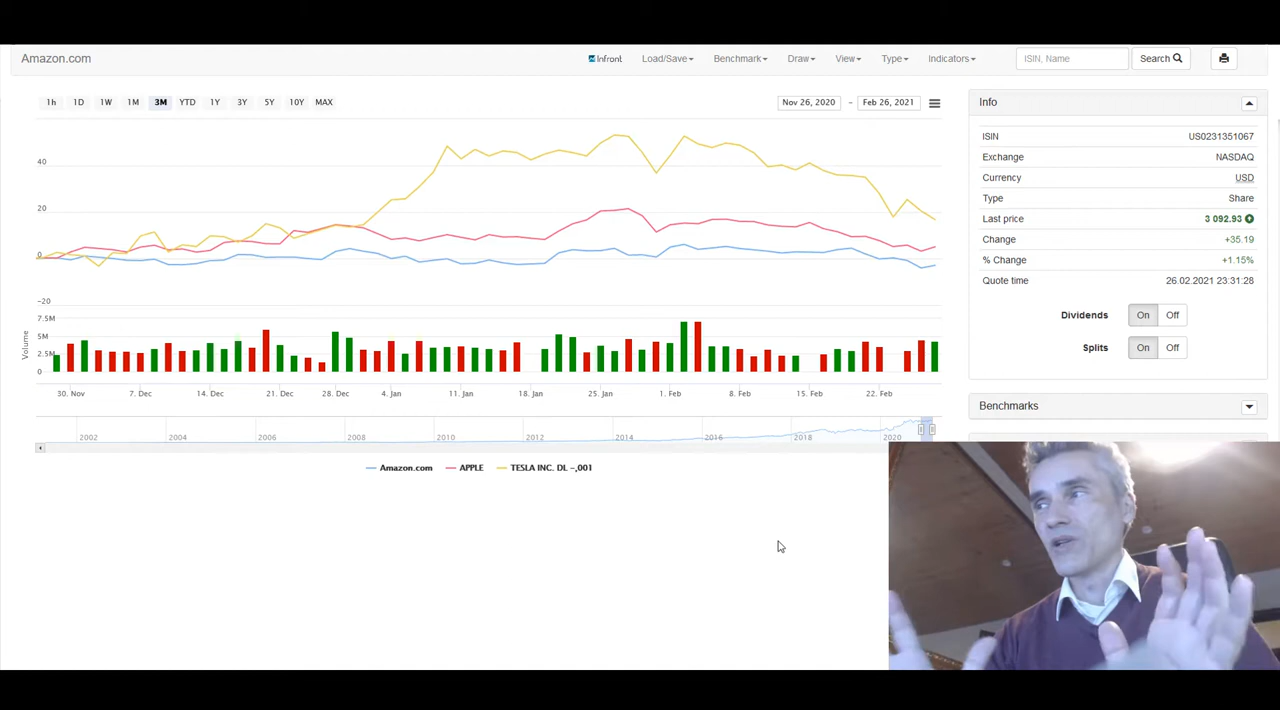 Amazon.com
Infront Load/Save Benchmark Draw View Type Indicators ISIN, Name Search
1h 1D 1W 1M 3M YTD 1Y 3Y 5Y 10Y MAX
Nov 26, 2020 – Feb 26, 2021
40
20
0
-20
Volume
7.5M
5M
2.5M
0
30. Nov 7. Dec 14. Dec 21. Dec 28. Dec 4. Jan 11. Jan 18. Jan 25. Jan 1. Feb 8. Feb 15. Feb 22. Feb
2002 2004 2006 2008 2010 2012 2014 2016 2018 2020
Amazon.com APPLE TESLA INC. DL -,001
Info
ISIN US0231351067
Exchange NASDAQ
Currency USD
Type Share
Last price 3 092.93
Change +35.19
% Change +1.15%
Quote time 26.02.2021 23:31:28
Dividends On Off
Splits On Off
Benchmarks